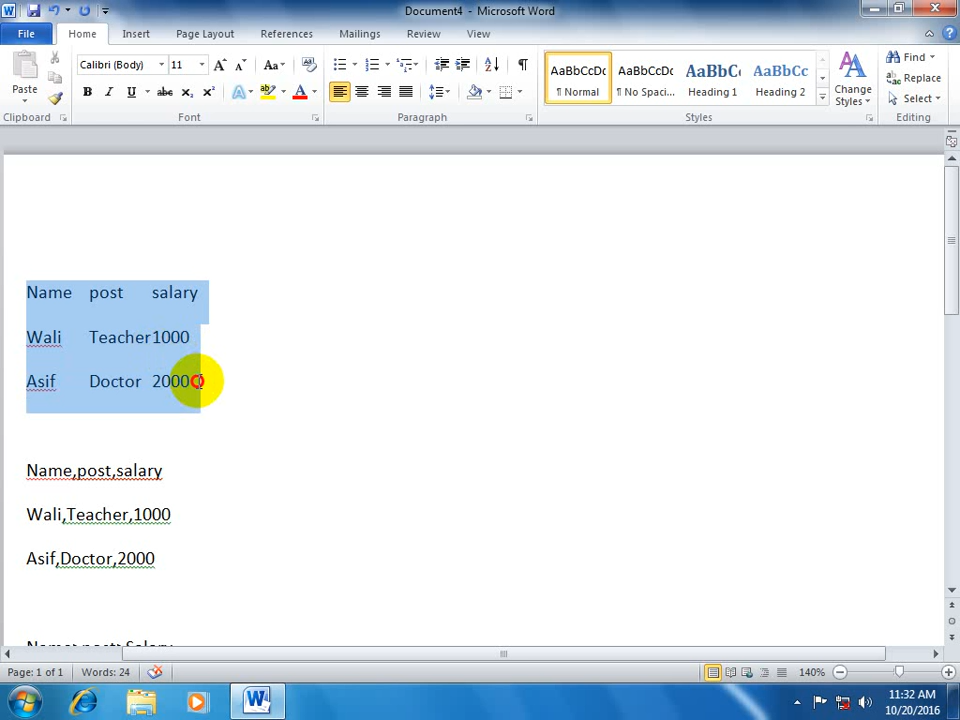 Document4 - Microsoft Word
File Home Insert Page Layout References Mailings Review View
Paste
Clipboard
Calibri (Body) 11
Font
Paragraph
AaBbCcDc AaBbCcDc AaBbC‹ AaBbCc
¶ Normal ¶ No Spaci... Heading 1 Heading 2
Styles
Change Styles
Find
Replace
Select
Editing
Name post salary
Wali Teacher1000
Asif Doctor 2000
Name,post,salary
Wali,Teacher,1000
Asif,Doctor,2000
Page: 1 of 1 Words: 24 140%
11:32 AM
10/20/2016